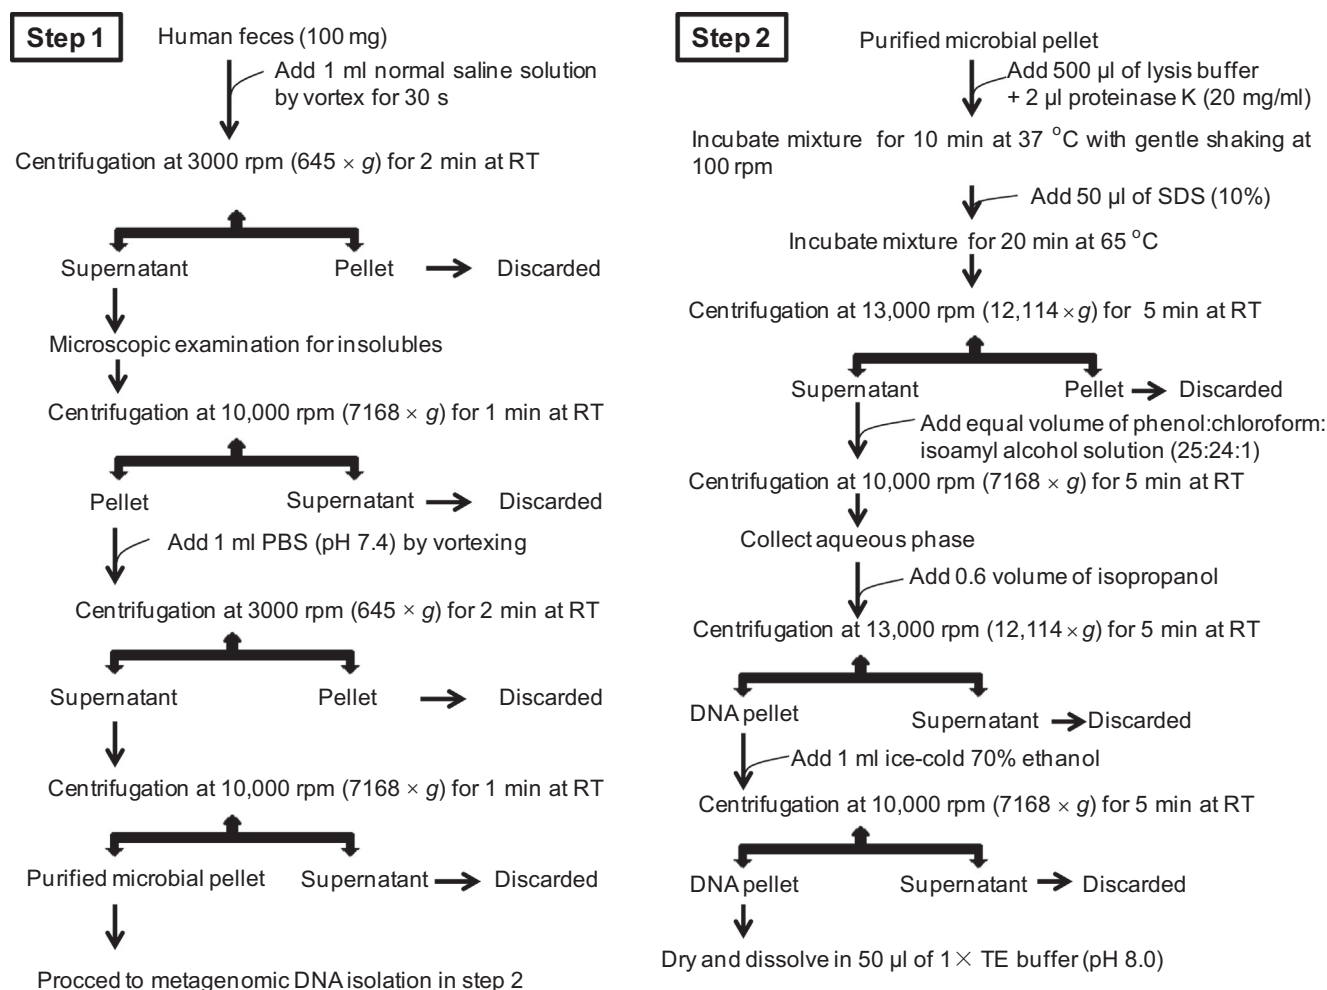 Step 1
Human feces (100 mg)
Add 1 ml normal saline solution
by vortex for 30 s
Centrifugation at 3000 rpm (645 × g) for 2 min at RT
Supernatant
Pellet
Discarded
Microscopic examination for insolubles
Centrifugation at 10,000 rpm (7168 × g) for 1 min at RT
Pellet
Supernatant
Discarded
Add 1 ml PBS (pH 7.4) by vortexing
Centrifugation at 3000 rpm (645 × g) for 2 min at RT
Supernatant
Pellet
Discarded
Centrifugation at 10,000 rpm (7168 × g) for 1 min at RT
Purified microbial pellet
Supernatant
Discarded
Procced to metagenomic DNA isolation in step 2
Step 2
Purified microbial pellet
Add 500 µl of lysis buffer
+ 2 µl proteinase K (20 mg/ml)
Incubate mixture for 10 min at 37 °C with gentle shaking at
100 rpm
Add 50 µl of SDS (10%)
Incubate mixture for 20 min at 65 °C
Centrifugation at 13,000 rpm (12,114 × g) for 5 min at RT
Supernatant
Pellet
Discarded
Add equal volume of phenol:chloroform:
isoamyl alcohol solution (25:24:1)
Centrifugation at 10,000 rpm (7168 × g) for 5 min at RT
Collect aqueous phase
Add 0.6 volume of isopropanol
Centrifugation at 13,000 rpm (12,114 × g) for 5 min at RT
DNA pellet
Supernatant
Discarded
Add 1 ml ice-cold 70% ethanol
Centrifugation at 10,000 rpm (7168 × g) for 5 min at RT
DNA pellet
Supernatant
Discarded
Dry and dissolve in 50 µl of 1× TE buffer (pH 8.0)